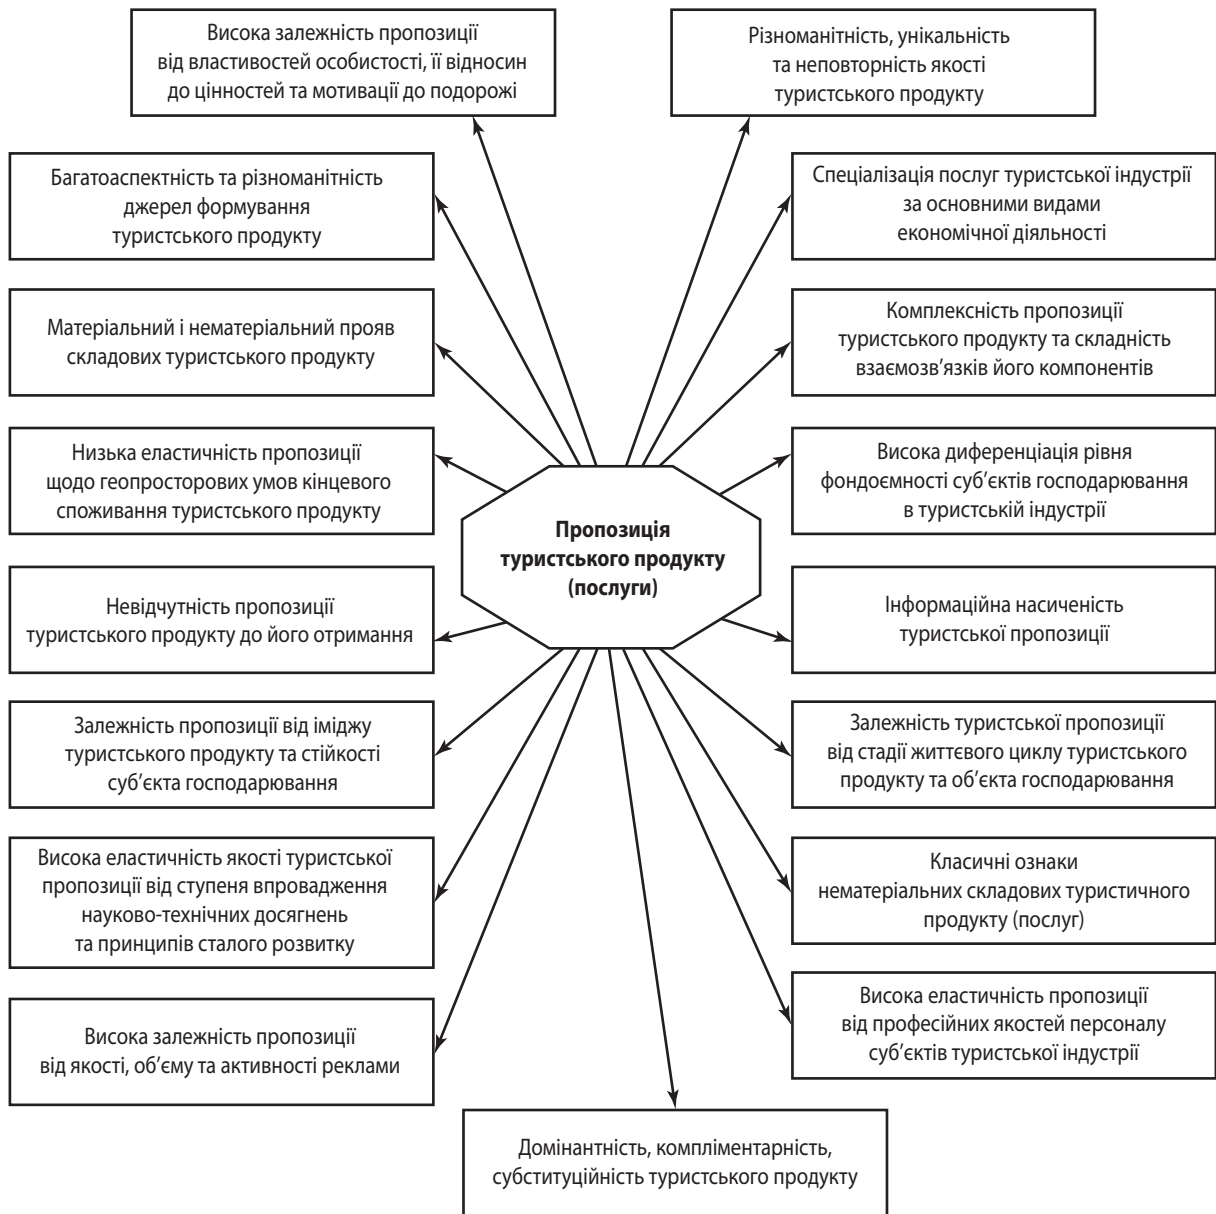 Висока залежність пропозиції
від властивостей особистості, її відносин
до цінностей та мотивації до подорожі
Різноманітність, унікальність
та неповторність якості
туристського продукту
Багатоаспектність та різноманітність
джерел формування
туристського продукту
Спеціалізація послуг туристської індустрії
за основними видами
економічної діяльності
Матеріальний і нематеріальний прояв
складових туристського продукту
Комплексність пропозиції
туристського продукту та складність
взаємозв’язків його компонентів
Низька еластичність пропозиції
щодо геопросторових умов кінцевого
споживання туристського продукту
Висока диференціація рівня
фондоємності суб’єктів господарювання
в туристській індустрії
Пропозиція
туристського продукту
(послуги)
Невідчутність пропозиції
туристського продукту до його отримання
Інформаційна насиченість
туристської пропозиції
Залежність пропозиції від іміджу
туристського продукту та стійкості
суб’єкта господарювання
Залежність туристської пропозиції
від стадії життєвого циклу туристського
продукту та об’єкта господарювання
Висока еластичність якості туристської
пропозиції від ступеня впровадження
науково-технічних досягнень
та принципів сталого розвитку
Класичні ознаки
нематеріальних складових туристичного
продукту (послуг)
Висока залежність пропозиції
від якості, об’єму та активності реклами
Висока еластичність пропозиції
від професійних якостей персоналу
суб’єктів туристської індустрії
Домінантність, компліментарність,
субституційність туристського продукту